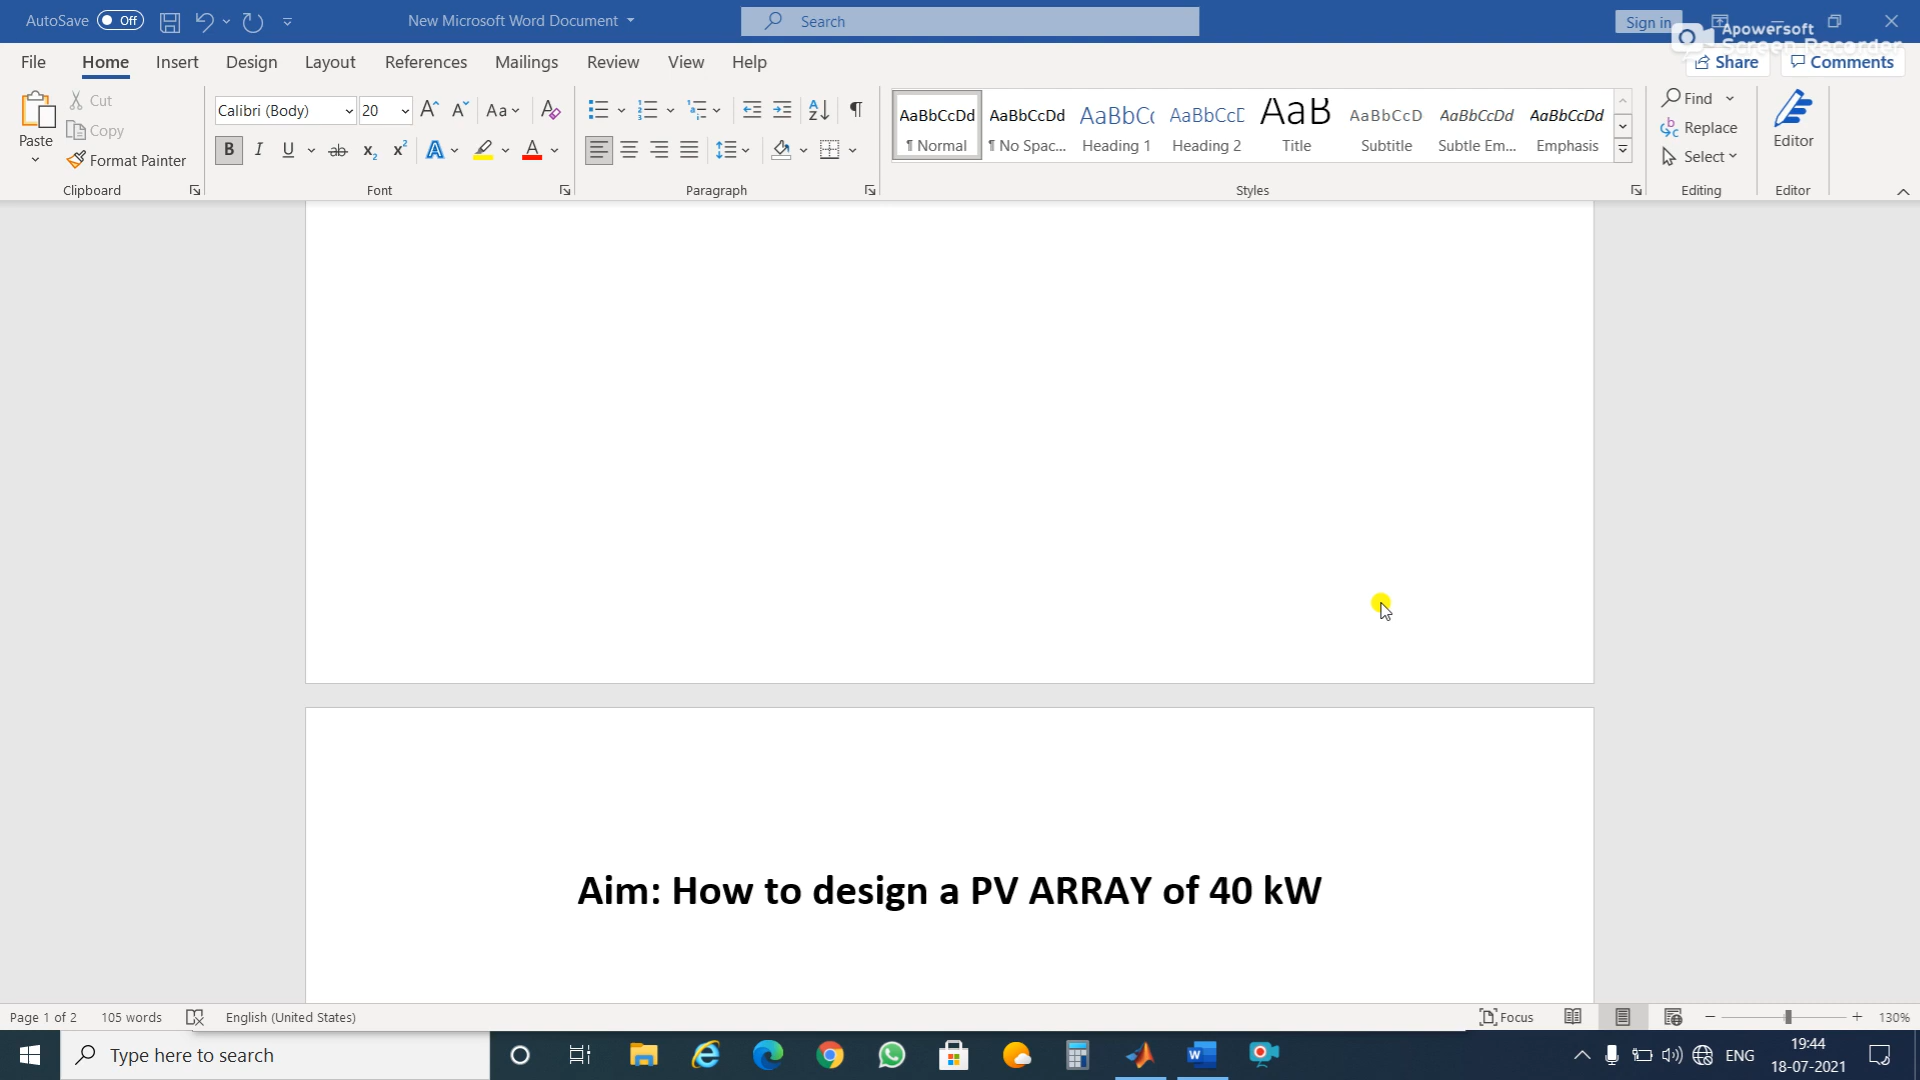 AutoSave Off
New Microsoft Word Document
Search
Sign in
Apowersoft
Screen Recorder
File Home Insert Design Layout References Mailings Review View Help
Share Comments
Paste
Cut
Copy
Format Painter
Clipboard
Calibri (Body) 20
Font
Paragraph
AaBbCcDd AaBbCcDd AaBbCc AaBbCcD AaB AaBbCcD AaBbCcDd AaBbCcDd
¶ Normal ¶ No Spac... Heading 1 Heading 2 Title Subtitle Subtle Em... Emphasis
Styles
Find
Replace
Select
Editing
Editor
Editor
Aim: How to design a PV ARRAY of 40 kW
Page 1 of 2 105 words English (United States) Focus 130%
Type here to search
ENG
19:44
18-07-2021